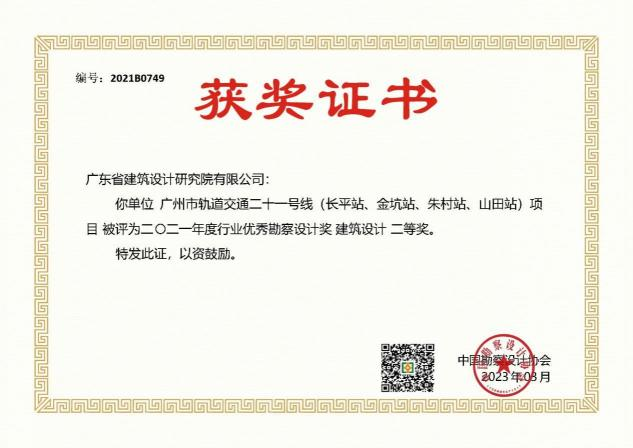 编号：2021B0749
获奖证书
广东省建筑设计研究院有限公司：
你单位 广州市轨道交通二十一号线（长平站、金坑站、朱村站、山田站）项
目 被评为二〇二一年度行业优秀勘察设计奖 建筑设计 二等奖。
特发此证，以资鼓励。
中国勘察设计协会
2023年03月